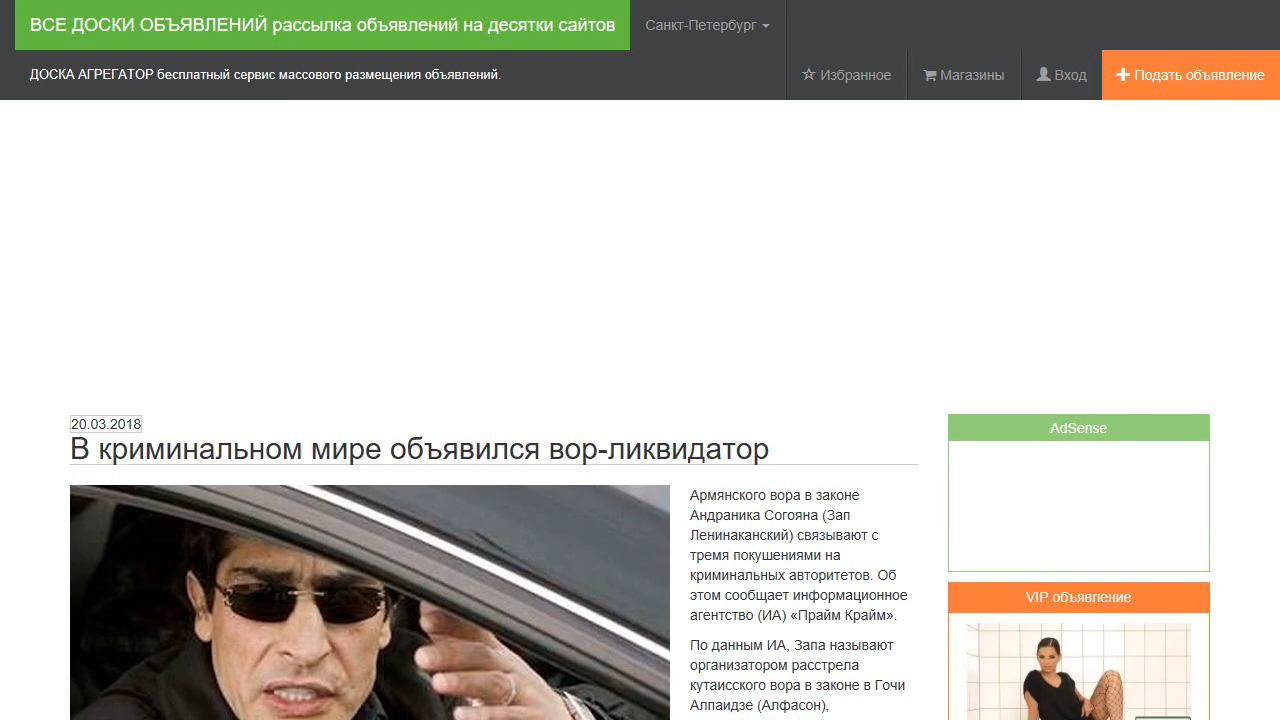 ВСЕ ДОСКИ ОБЪЯВЛЕНИЙ рассылка объявлений на десятки сайтов
Санкт-Петербург
ДОСКА АГРЕГАТОР бесплатный сервис массового размещения объявлений.
Избранное
Магазины
Вход
Подать объявление
20.03.2018
В криминальном мире объявился вор-ликвидатор
Армянского вора в законе
Андраника Согояна (Зап
Ленинаканский) связывают с
тремя покушениями на
криминальных авторитетов. Об
этом сообщает информационное
агентство (ИА) «Прайм Крайм».
По данным ИА, Запа называют
организатором расстрела
кутаисского вора в законе в Гочи
Алпаидзе (Алфасон),
AdSense
VIP объявление